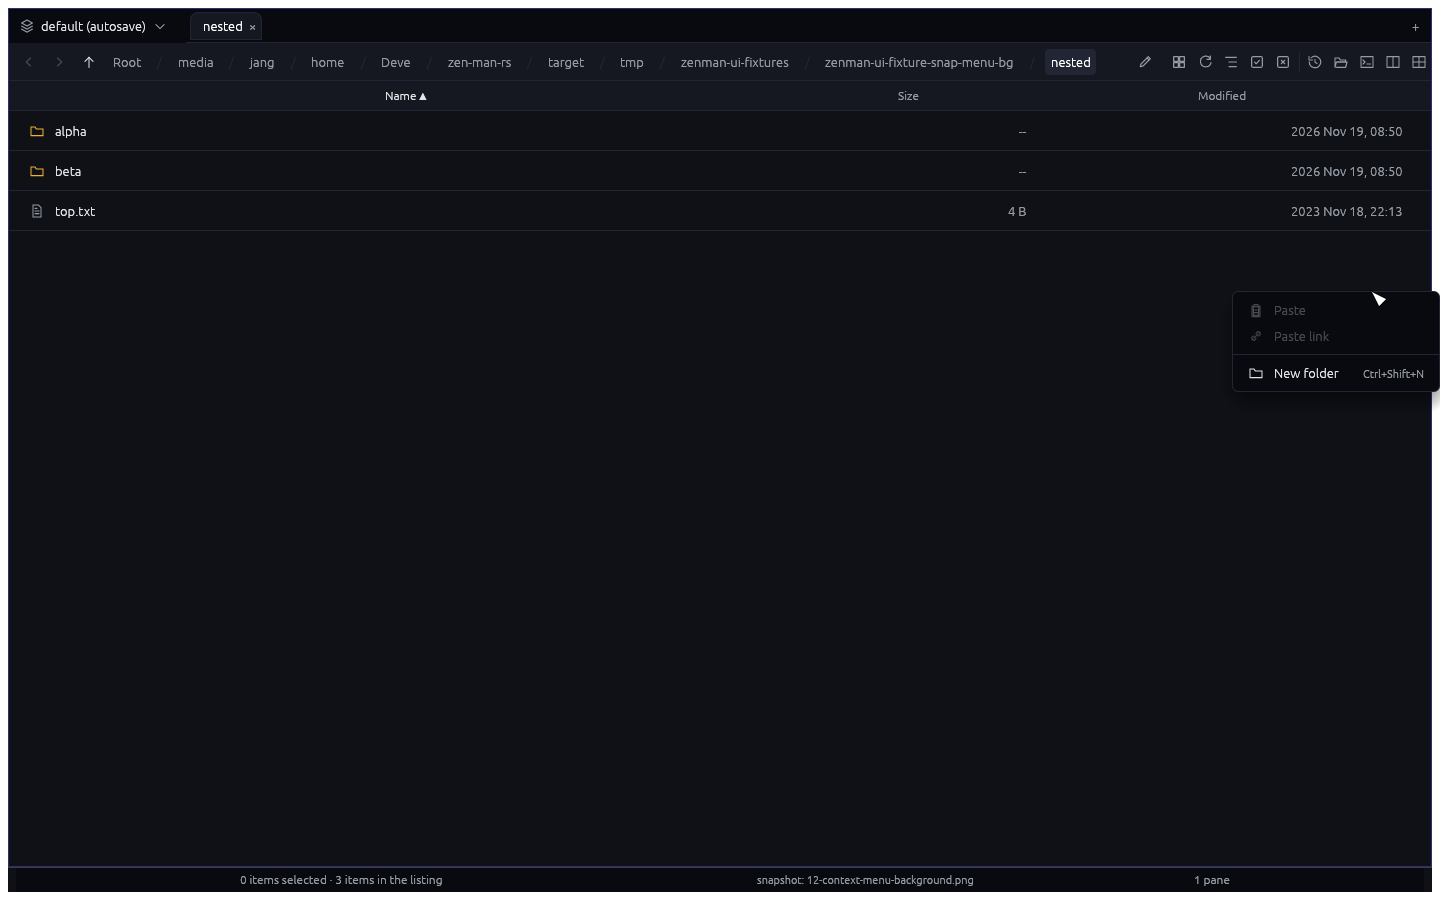 default (autosave)
nested ×
+
Root / media / jang / home / Deve / zen-man-rs / target / tmp / zenman-ui-fixtures / zenman-ui-fixture-snap-menu-bg / nested
Name ▲ Size Modified
alpha -- 2026 Nov 19, 08:50
beta -- 2026 Nov 19, 08:50
top.txt 4 B 2023 Nov 18, 22:13
Paste
Paste link
New folder Ctrl+Shift+N
0 items selected · 3 items in the listing snapshot: 12-context-menu-background.png 1 pane